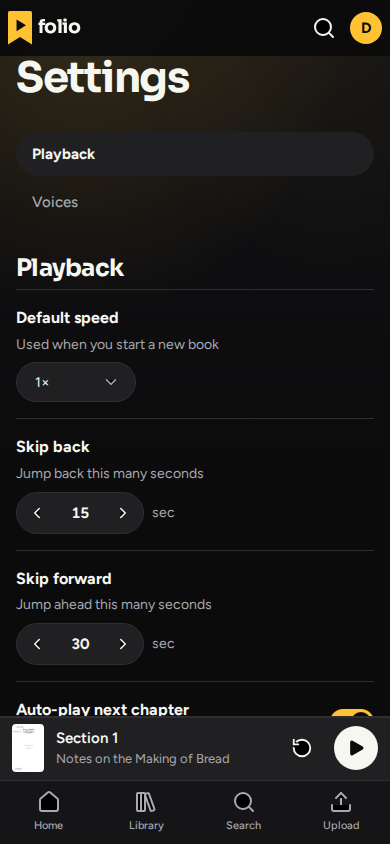 folio
D
Settings
Playback
Voices
Playback
Default speed
Used when you start a new book
1×
Skip back
Jump back this many seconds
15
sec
Skip forward
Jump ahead this many seconds
30
sec
Auto-play next chapter
Section 1
Notes on the Making of Bread
Home
Library
Search
Upload